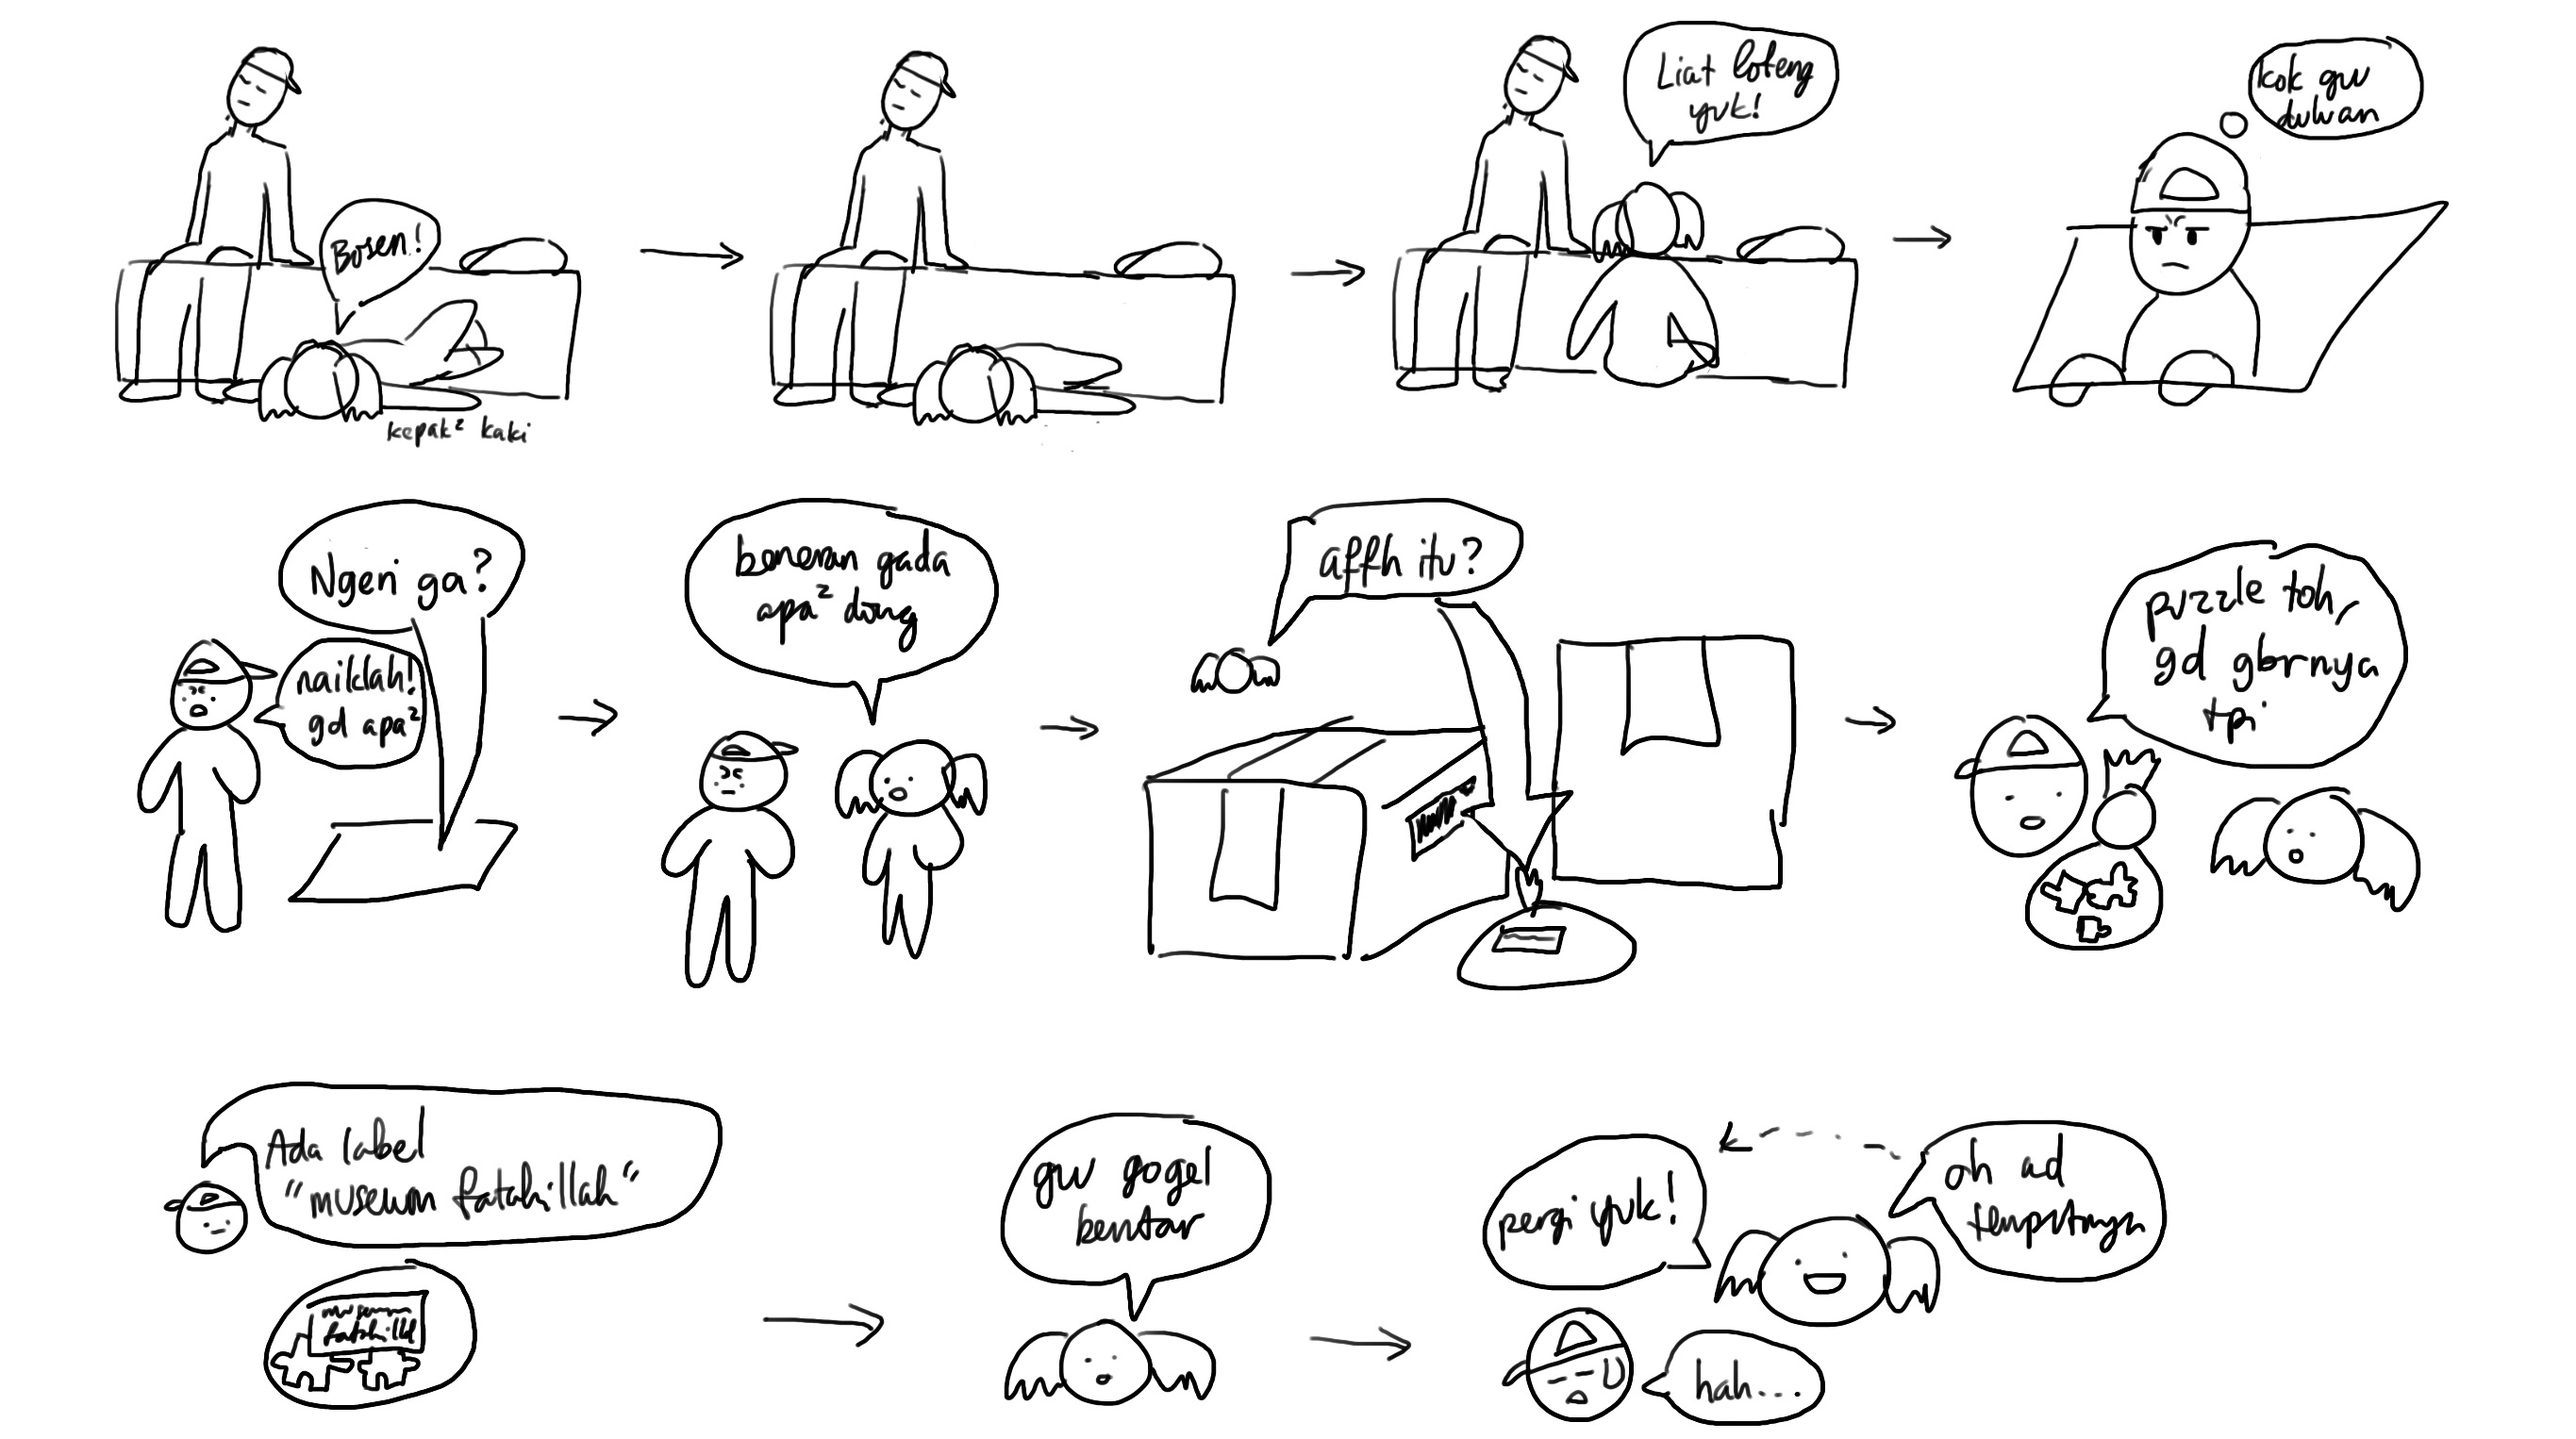 Bosen!
kepak² kaki
Liat loteng
yuk!
kok gw
duluan
Ngeri ga?
naiklah!
gd apa²
beneran gada
apa² dong
affh itu?
puzzle toh,
gd gbrnya
tpi
Ada label
"museum fatahillah"
museum
fatahilla
gw gogel
bentar
pergi yuk!
oh ad
tempatnya
hah...